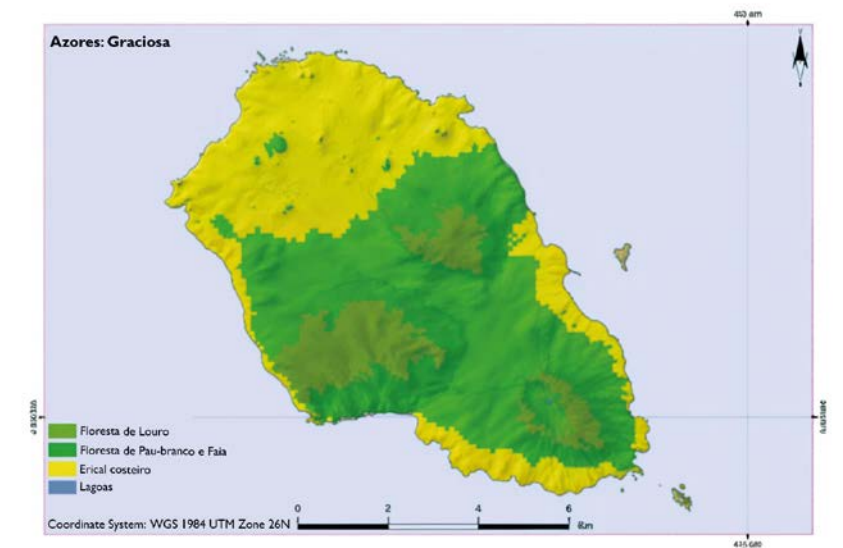 Azores: Graciosa
Floresta de Louro
Floresta de Pau-branco e Faia
Erical costeiro
Lagoas
Coordinate System: WGS 1984 UTM Zone 26N
0 2 4 6